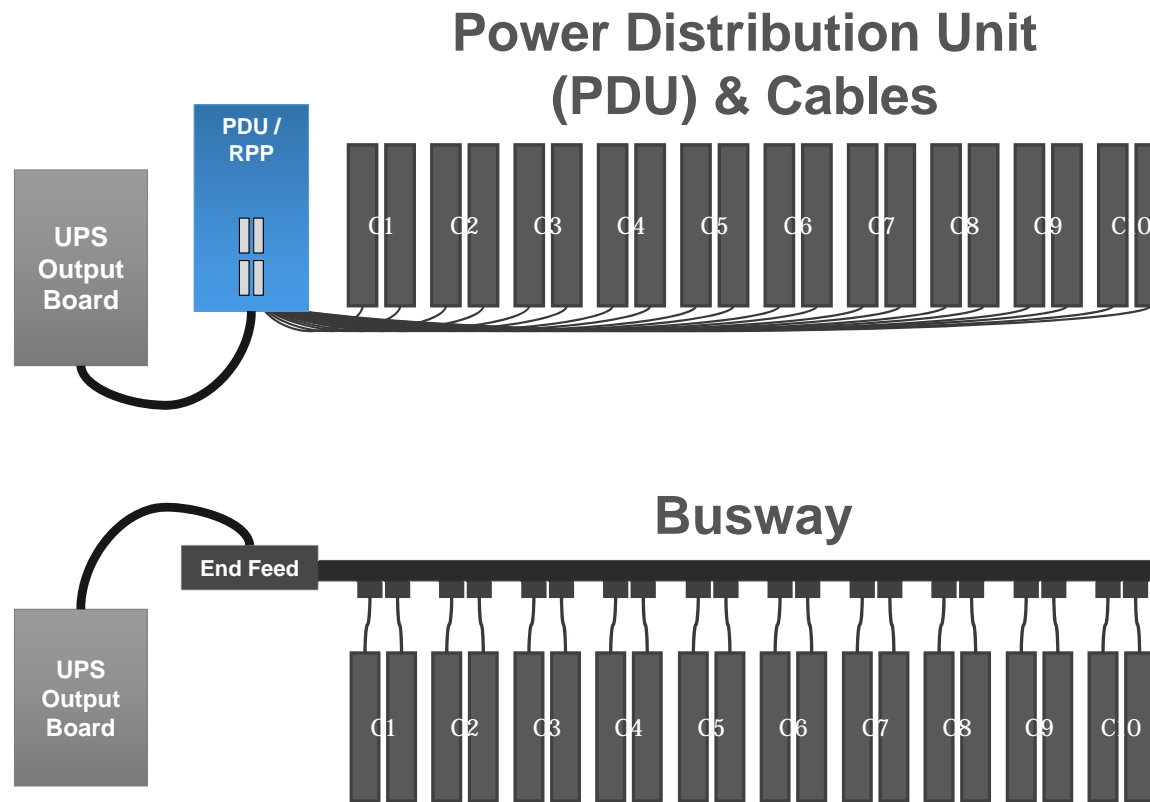 Power Distribution Unit
(PDU) & Cables
PDU /
RPP
UPS
Output
Board
C1 C2 C3 C4 C5 C6 C7 C8 C9 C10
Busway
End Feed
UPS
Output
Board
C1 C2 C3 C4 C5 C6 C7 C8 C9 C10